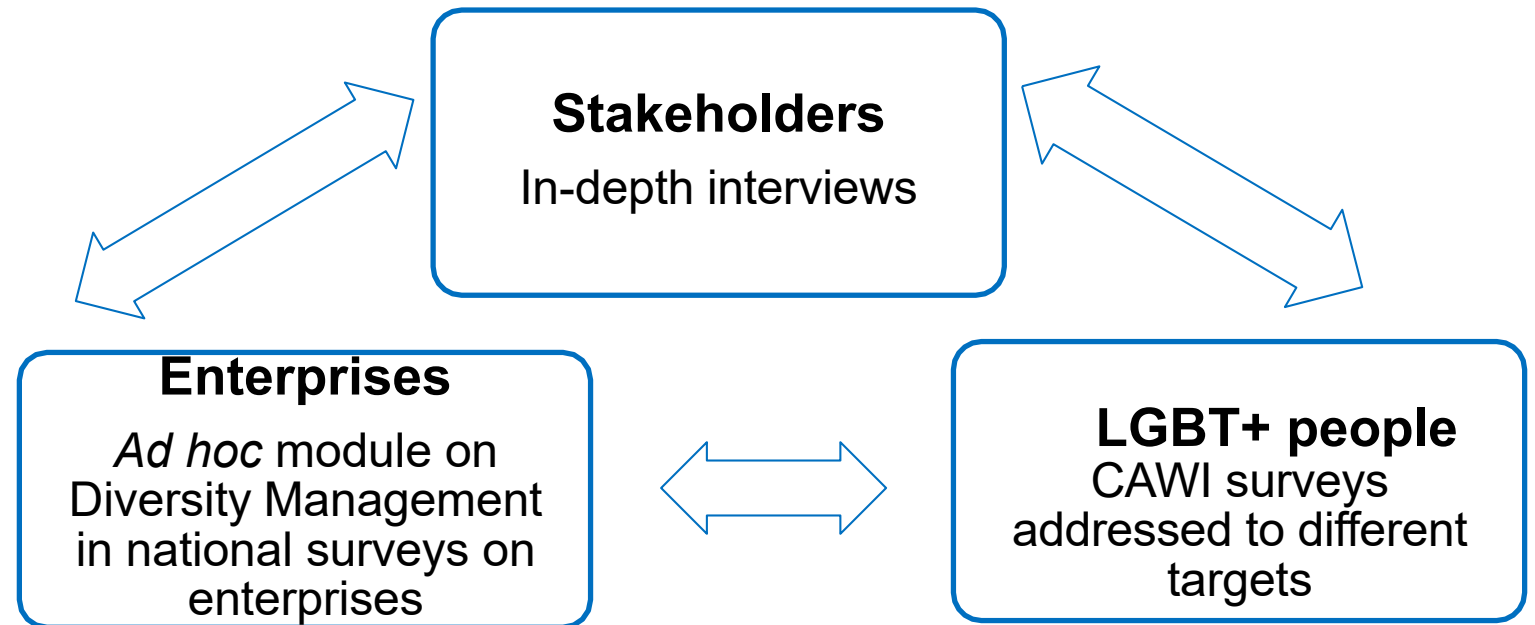 Stakeholders
In-depth interviews
Enterprises
Ad hoc module on
Diversity Management
in national surveys on
enterprises
LGBT+ people
CAWI surveys
addressed to different
targets